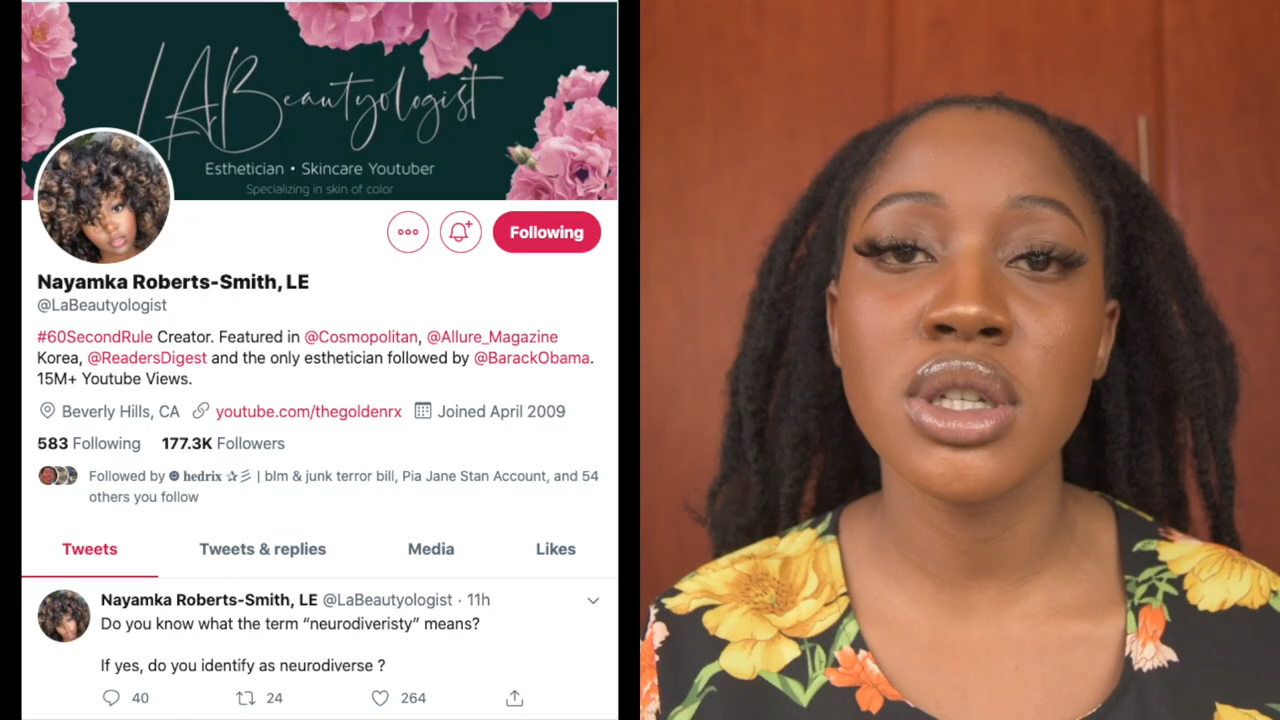 LABeautyologist
Esthetician • Skincare Youtuber
Specializing in skin of color
Following
Nayamka Roberts-Smith, LE
@LaBeautyologist
#60SecondRule Creator. Featured in @Cosmopolitan, @Allure_Magazine
Korea, @ReadersDigest and the only esthetician followed by @BarackObama.
15M+ Youtube Views.
Beverly Hills, CA youtube.com/thegoldenrx Joined April 2009
583 Following 177.3K Followers
Followed by ☻ hedrix ✰彡 | blm & junk terror bill, Pia Jane Stan Account, and 54
others you follow
Tweets Tweets & replies Media Likes
Nayamka Roberts-Smith, LE @LaBeautyologist · 11h
Do you know what the term “neurodiveristy” means?
If yes, do you identify as neurodiverse ?
40 24 264